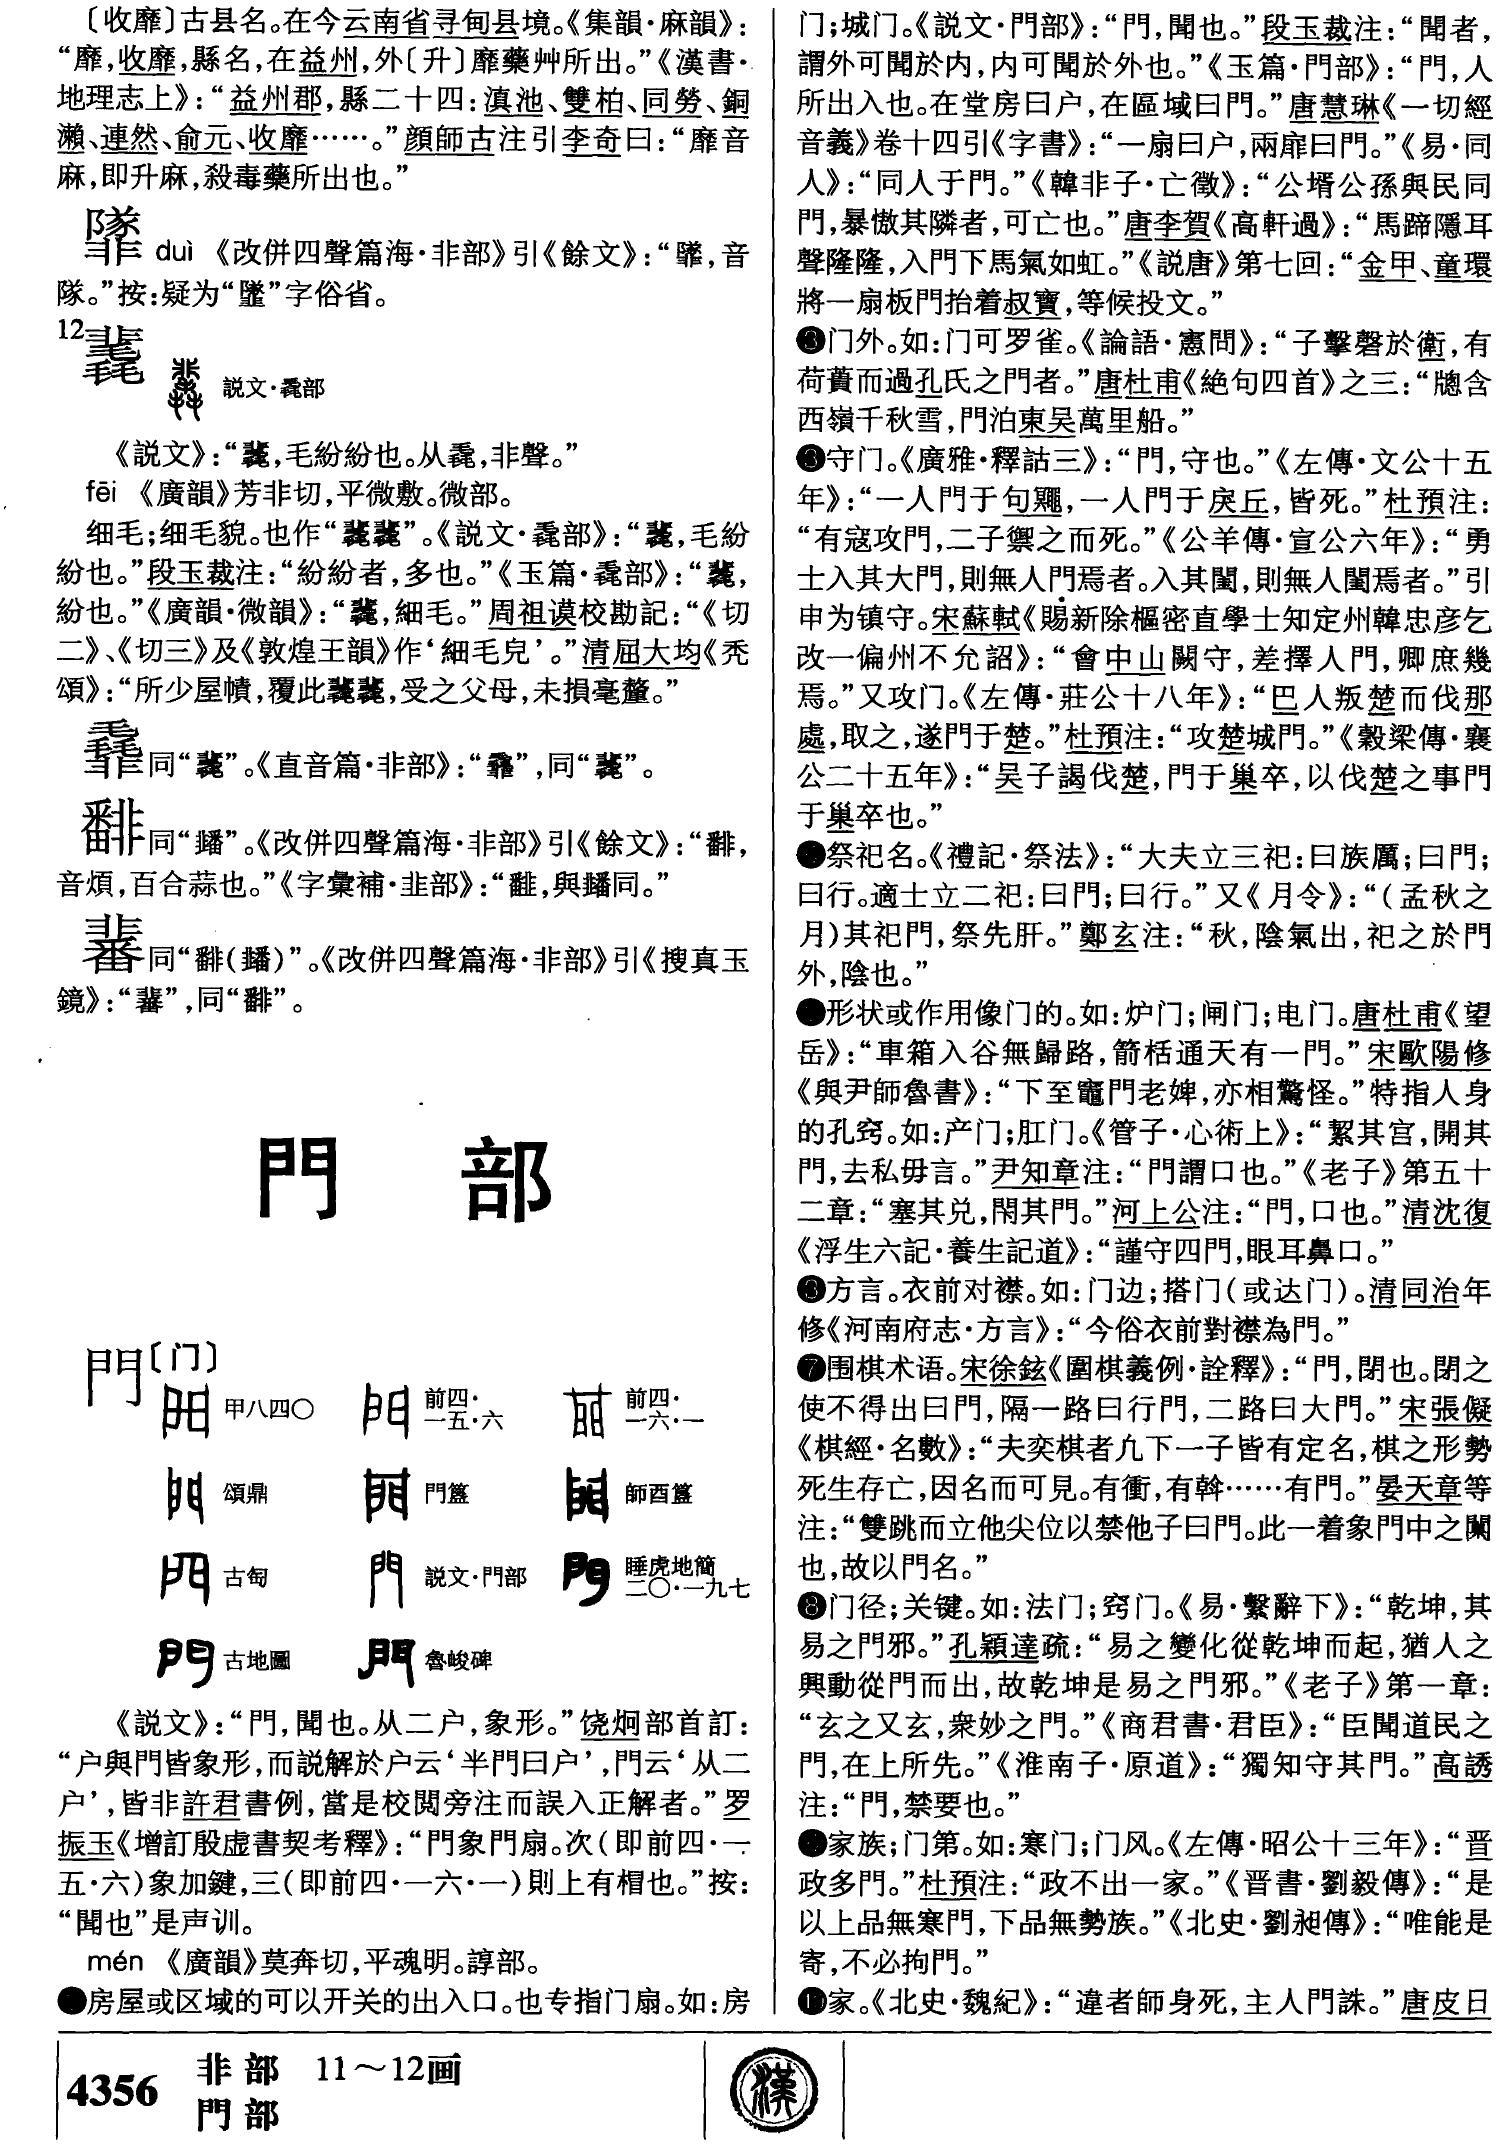 〔收靡〕古县名。在今云南省寻甸县境。《集韻·麻韻》：
“靡，收靡，縣名，在益州，外〔升〕靡藥艸所出。”《漢書·
地理志上》：“益州郡，縣二十四：滇池、雙柏、同勞、銅
瀨、連然、俞元、收靡……。”顔師古注引李奇曰：“靡音
麻，即升麻，殺毒藥所出也。”
duì 《改併四聲篇海·非部》引《餘文》：“，音
隊。”按：疑为“”字俗省。
12
説文·毳部
《説文》：“，毛紛紛也。从毳，非聲。”
fēi 《廣韻》芳非切，平微敷。微部。
细毛；细毛貌。也作“”。《説文·毳部》：“，毛紛
紛也。”段玉裁注：“紛紛者，多也。”《玉篇·毳部》：“，
紛也。”《廣韻·微韻》：“，細毛。”周祖谟校勘記：“《切
二》、《切三》及《敦煌王韻》作‘細毛皃’。”清屈大均《秃
頌》：“所少屋幘，覆此，受之父母，未損毫釐。”
同“”。《直音篇·非部》：“”，同“”。
同“”。《改併四聲篇海·非部》引《餘文》：“，
音煩，百合蒜也。”《字彙補·韭部》：“，與同。”
同“（）”。《改併四聲篇海·非部》引《搜真玉
鏡》：“”，同“”。
門 部
門〔门〕
甲八四〇 前四·一五·六 前四·一六·一
頌鼎 門簋 師酉簋
古匋 説文·門部 睡虎地簡二〇·一九七
古地圖 魯峻碑
《説文》：“門，聞也。从二户，象形。”饶炯部首訂：
“户與門皆象形，而説解於户云‘半門曰户’，門云‘从二
户’，皆非許君書例，當是校閲旁注而誤入正解者。”罗
振玉《增訂殷虚書契考釋》：“門象門扇。次（即前四·一
五·六）象加鍵，三（即前四·一六·一）則上有楣也。”按：
“聞也”是声训。
mén 《廣韻》莫奔切，平魂明。諄部。
房屋或区域的可以开关的出入口。也专指门扇。如：房
门；城门。《説文·門部》：“門，聞也。”段玉裁注：“聞者，
謂外可聞於内，内可聞於外也。”《玉篇·門部》：“門，人
所出入也。在堂房曰户，在區域曰門。”唐慧琳《一切經
音義》卷十四引《字書》：“一扇曰户，兩扉曰門。”《易·同
人》：“同人于門。”《韓非子·亡徵》：“公壻公孫與民同
門，暴慠其隣者，可亡也。”唐李賀《高軒過》：“馬蹄隱耳
聲隆隆，入門下馬氣如虹。”《説唐》第七回：“金甲、童環
將一扇板門抬着叔寶，等候投文。”
门外。如：门可罗雀。《論語·憲問》：“子擊磬於衛，有
荷蕢而過孔氏之門者。”唐杜甫《絶句四首》之三：“牕含
西嶺千秋雪，門泊東吴萬里船。”
❸守门。《廣雅·釋詁三》：“門，守也。”《左傳·文公十五
年》：“一人門于句鼆，一人門于戾丘，皆死。”杜預注：
“有寇攻門，二子禦之而死。”《公羊傳·宣公六年》：“勇
士入其大門，則無人門焉者。入其閨，則無人閨焉者。”引
申为镇守。宋蘇軾《賜新除樞密直學士知定州韓忠彦乞
改一偏州不允詔》：“會中山闕守，差擇人門，卿庶幾
焉。”又攻门。《左傳·莊公十八年》：“巴人叛楚而伐那
處，取之，遂門于楚。”杜預注：“攻楚城門。”《穀梁傳·襄
公二十五年》：“吴子謁伐楚，門于巢卒，以伐楚之事門
于巢卒也。”
祭祀名。《禮記·祭法》：“大夫立三祀：曰族厲；曰門；
曰行。適士立二祀：曰門；曰行。”又《月令》：“（孟秋之
月）其祀門，祭先肝。”鄭玄注：“秋，陰氣出，祀之於門
外，陰也。”
形状或作用像门的。如：炉门；闸门；电门。唐杜甫《望
岳》：“車箱入谷無歸路，箭栝通天有一門。”宋歐陽修
《與尹師魯書》：“下至竈門老婢，亦相驚怪。”特指人身
的孔窍。如：产门；肛门。《管子·心術上》：“絜其宫，開其
門，去私毋言。”尹知章注：“門謂口也。”《老子》第五十
二章：“塞其兑，閇其門。”河上公注：“門，口也。”清沈復
《浮生六記·養生記道》：“謹守四門，眼耳鼻口。”
❻方言。衣前对襟。如：门边；搭门（或达门）。清同治年
修《河南府志·方言》：“今俗衣前對襟為門。”
❼围棋术语。宋徐鉉《圍棋義例·詮釋》：“門，閉也。閉之
使不得出曰門，隔一路曰行門，二路曰大門。”宋張儗
《棋經·名數》：“夫奕棋者凢下一子皆有定名，棋之形勢
死生存亡，因名而可見。有衝，有斡……有門。”晏天章等
注：“雙跳而立他尖位以禁他子曰門。此一着象門中之闑
也，故以門名。”
❽门径；关键。如：法门；窍门。《易·繫辭下》：“乾坤，其
易之門邪。”孔穎達疏：“易之變化從乾坤而起，猶人之
興動從門而出，故乾坤是易之門邪。”《老子》第一章：
“玄之又玄，衆妙之門。”《商君書·君臣》：“臣聞道民之
門，在上所先。”《淮南子·原道》：“獨知守其門。”高誘
注：“門，禁要也。”
家族；门第。如：寒门；门风。《左傳·昭公十三年》：“晋
政多門。”杜預注：“政不出一家。”《晋書·劉毅傳》：“是
以上品無寒門，下品無勢族。”《北史·劉昶傳》：“唯能是
寄，不必拘門。”
❿家。《北史·魏紀》：“違者師身死，主人門誅。”唐皮日
4356 非部 門部 11～12画
漢